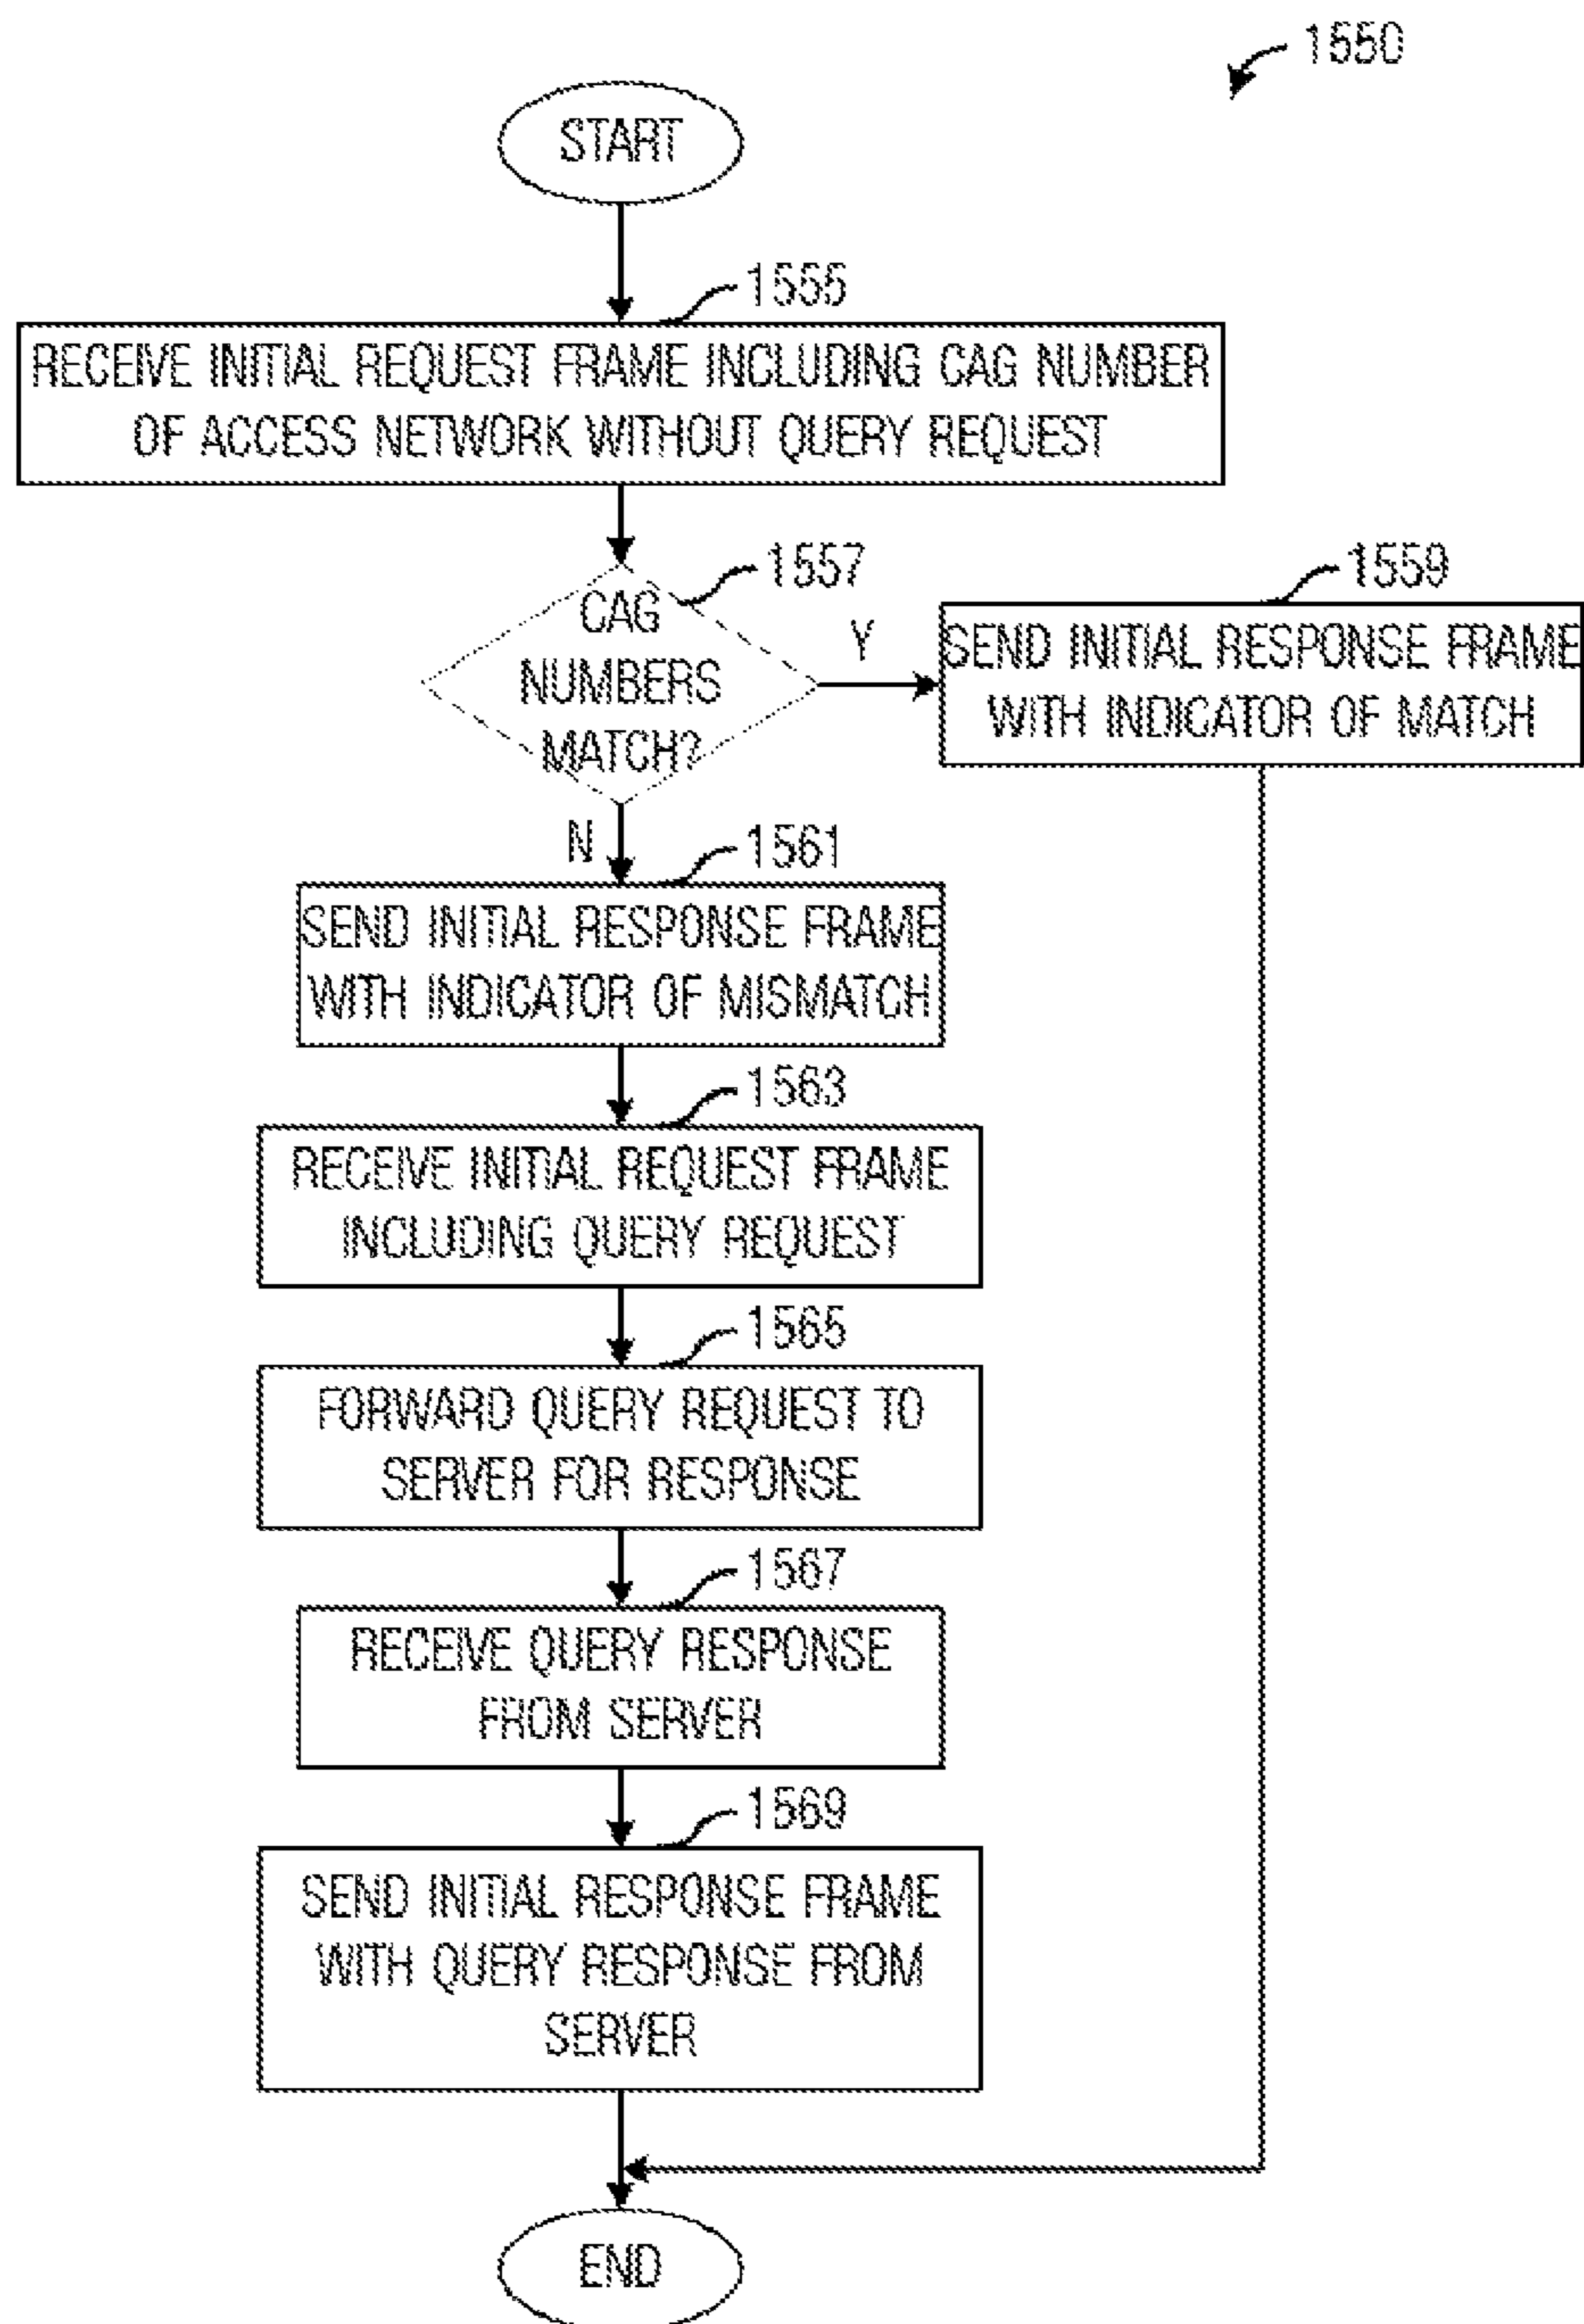 1550
START
1555
RECEIVE INITIAL REQUEST FRAME INCLUDING CAG NUMBER
OF ACCESS NETWORK WITHOUT QUERY REQUEST
1557
CAG
NUMBERS
MATCH?
Y
1559
SEND INITIAL RESPONSE FRAME
WITH INDICATOR OF MATCH
N
1561
SEND INITIAL RESPONSE FRAME
WITH INDICATOR OF MISMATCH
1563
RECEIVE INITIAL REQUEST FRAME
INCLUDING QUERY REQUEST
1565
FORWARD QUERY REQUEST TO
SERVER FOR RESPONSE
1567
RECEIVE QUERY RESPONSE
FROM SERVER
1569
SEND INITIAL RESPONSE FRAME
WITH QUERY RESPONSE FROM
SERVER
END